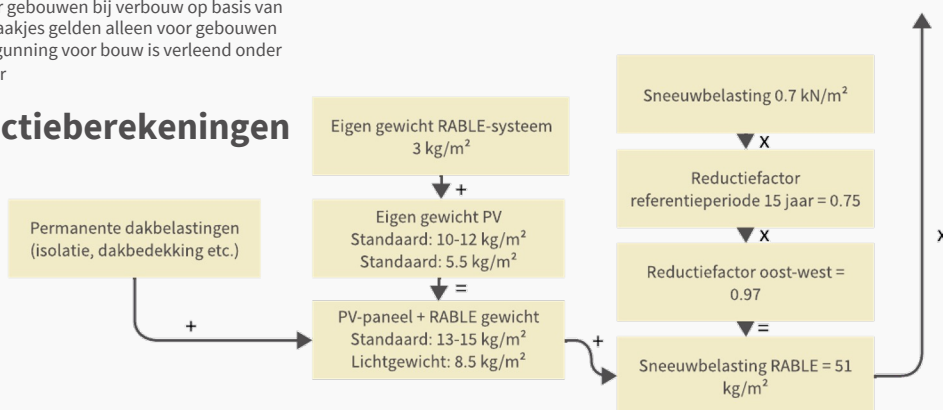 gebouwen bij verbouw op basis van
gelden alleen voor gebouwen
voor bouw is verleend onder
Eigen gewicht RABLE-systeem
3 kg/m²
+
Eigen gewicht PV
Standaard: 10-12 kg/m²
Standaard: 5.5 kg/m²
=
Permanente dakbelastingen
(isolatie, dakbedekking etc.)
+
PV-paneel + RABLE gewicht
Standaard: 13-15 kg/m²
Lichtgewicht: 8.5 kg/m²
+
Sneeuwbelasting 0.7 kN/m²
x
Reductiefactor
referentieperiode 15 jaar = 0.75
x
Reductiefactor oost-west =
0.97
=
Sneeuwbelasting RABLE = 51
kg/m²